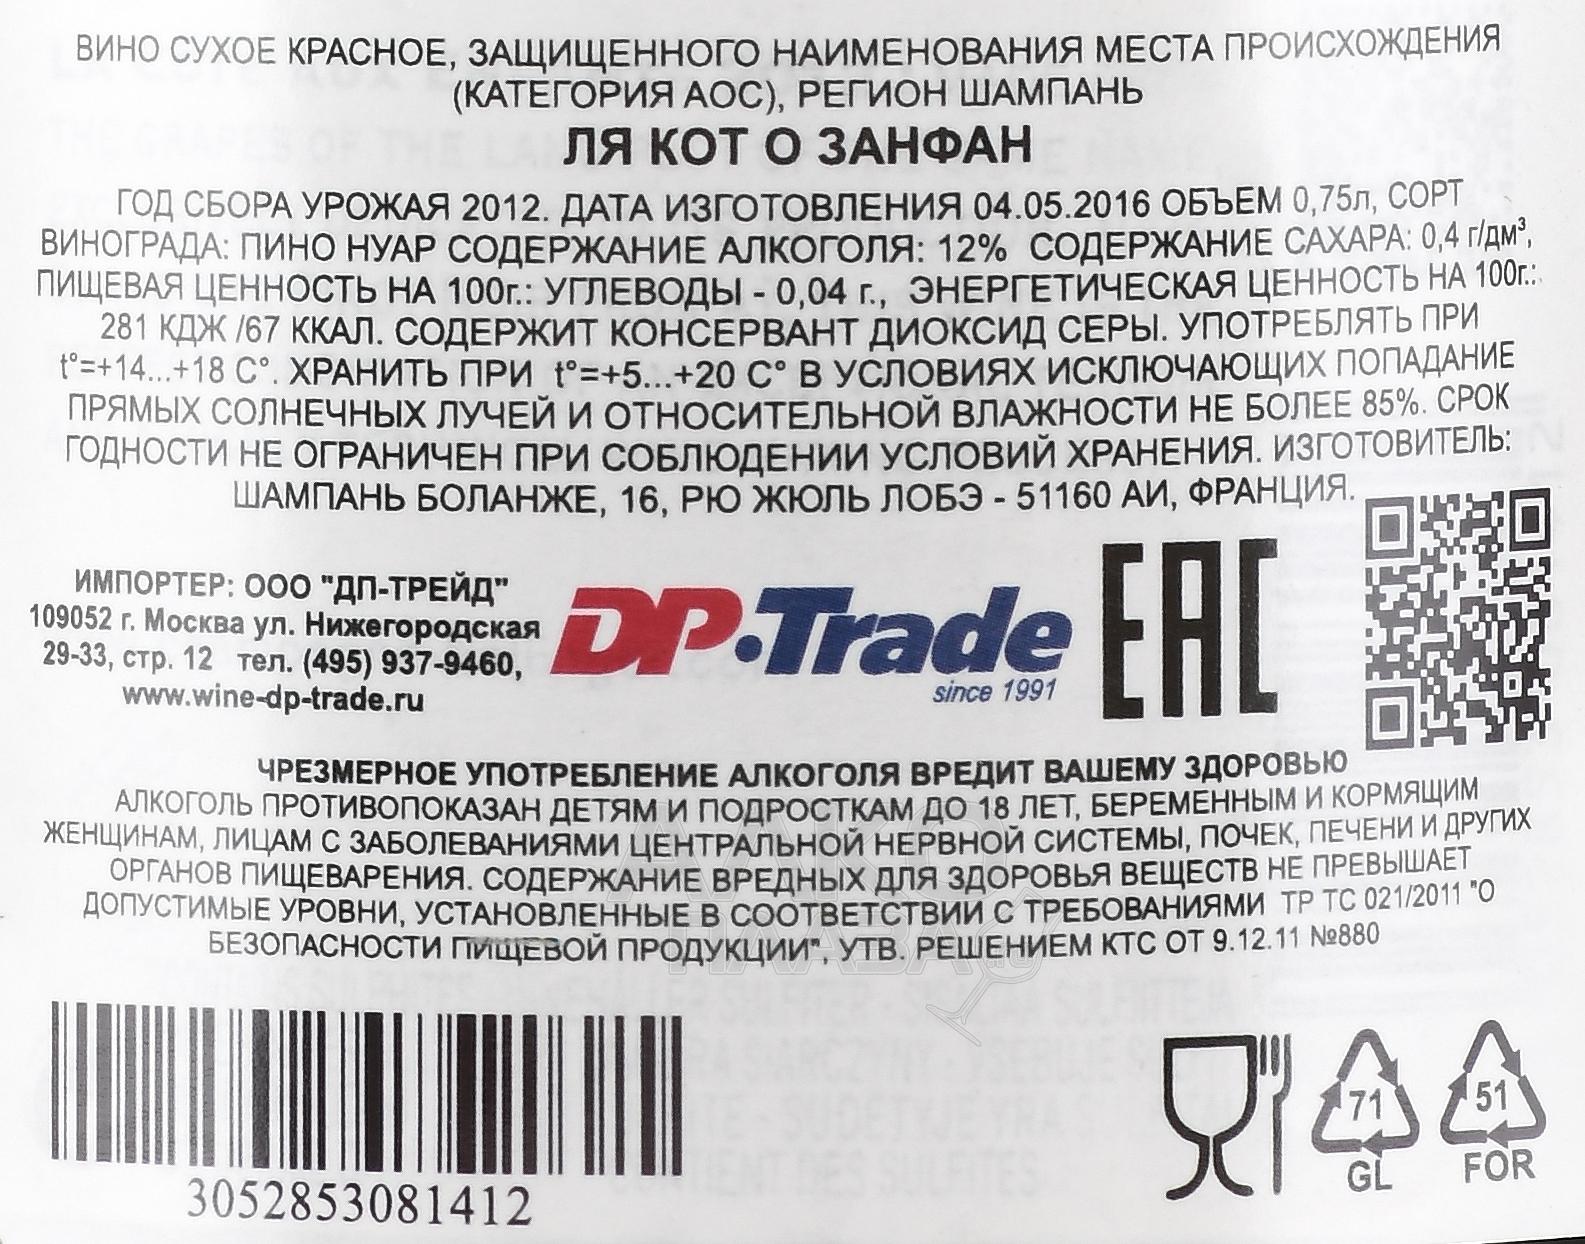 ВИНО СУХОЕ КРАСНОЕ, ЗАЩИЩЕННОГО НАИМЕНОВАНИЯ МЕСТА ПРОИСХОЖДЕНИЯ
(КАТЕГОРИЯ АОС), РЕГИОН ШАМПАНЬ
ЛЯ КОТ О ЗАНФАН
ГОД СБОРА УРОЖАЯ 2012. ДАТА ИЗГОТОВЛЕНИЯ 04.05.2016 ОБЪЕМ 0,75л, СОРТ
ВИНОГРАДА: ПИНО НУАР СОДЕРЖАНИЕ АЛКОГОЛЯ: 12% СОДЕРЖАНИЕ САХАРА: 0,4 г/дм³,
ПИЩЕВАЯ ЦЕННОСТЬ НА 100г.: УГЛЕВОДЫ - 0,04 г., ЭНЕРГЕТИЧЕСКАЯ ЦЕННОСТЬ НА 100г.:
281 КДЖ /67 ККАЛ. СОДЕРЖИТ КОНСЕРВАНТ ДИОКСИД СЕРЫ. УПОТРЕБЛЯТЬ ПРИ
t°=+14...+18 С°. ХРАНИТЬ ПРИ t°=+5...+20 С° В УСЛОВИЯХ ИСКЛЮЧАЮЩИХ ПОПАДАНИЕ
ПРЯМЫХ СОЛНЕЧНЫХ ЛУЧЕЙ И ОТНОСИТЕЛЬНОЙ ВЛАЖНОСТИ НЕ БОЛЕЕ 85%. СРОК
ГОДНОСТИ НЕ ОГРАНИЧЕН ПРИ СОБЛЮДЕНИИ УСЛОВИЙ ХРАНЕНИЯ. ИЗГОТОВИТЕЛЬ:
ШАМПАНЬ БОЛАНЖЕ, 16, РЮ ЖЮЛЬ ЛОБЭ - 51160 АИ, ФРАНЦИЯ.
ИМПОРТЕР: ООО "ДП-ТРЕЙД"
109052 г. Москва ул. Нижегородская
29-33, стр. 12 тел. (495) 937-9460,
www.wine-dp-trade.ru
DP·Trade
since 1991
EAC
ЧРЕЗМЕРНОЕ УПОТРЕБЛЕНИЕ АЛКОГОЛЯ ВРЕДИТ ВАШЕМУ ЗДОРОВЬЮ
АЛКОГОЛЬ ПРОТИВОПОКАЗАН ДЕТЯМ И ПОДРОСТКАМ ДО 18 ЛЕТ, БЕРЕМЕННЫМ И КОРМЯЩИМ
ЖЕНЩИНАМ, ЛИЦАМ С ЗАБОЛЕВАНИЯМИ ЦЕНТРАЛЬНОЙ НЕРВНОЙ СИСТЕМЫ, ПОЧЕК, ПЕЧЕНИ И ДРУГИХ
ОРГАНОВ ПИЩЕВАРЕНИЯ. СОДЕРЖАНИЕ ВРЕДНЫХ ДЛЯ ЗДОРОВЬЯ ВЕЩЕСТВ НЕ ПРЕВЫШАЕТ
ДОПУСТИМЫЕ УРОВНИ, УСТАНОВЛЕННЫЕ В СООТВЕТСТВИИ С ТРЕБОВАНИЯМИ ТР ТС 021/2011 "О
БЕЗОПАСНОСТИ ПИЩЕВОЙ ПРОДУКЦИИ", УТВ. РЕШЕНИЕМ КТС ОТ 9.12.11 №880
3052853081412
71
GL
51
FOR